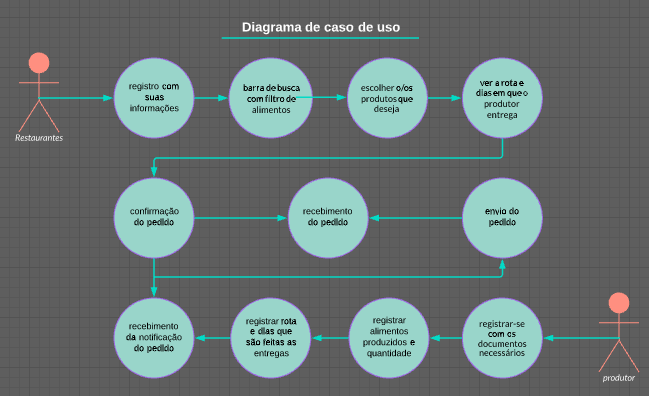 Diagrama de caso de uso
Restaurantes
registro com
suas
informações
barra de busca
com filtro de
alimentos
escolher o/os
produtos que
deseja
ver a rota e
dias em que o
produtor
entrega
confirmação
do pedido
recebimento
do pedido
envio do
pedido
recebimento
da notificação
do pedido
registrar rota
e dias que
são feitas as
entregas
registrar
alimentos
produzidos e
quantidade
registrar-se
com os
documentos
necessários
produtor